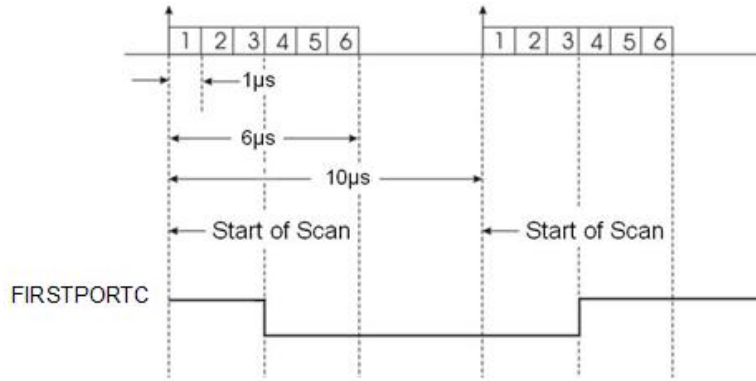 1 2 3 4 5 6 1 2 3 4 5 6
1µs
6µs
10µs
Start of Scan Start of Scan
FIRSTPORTC